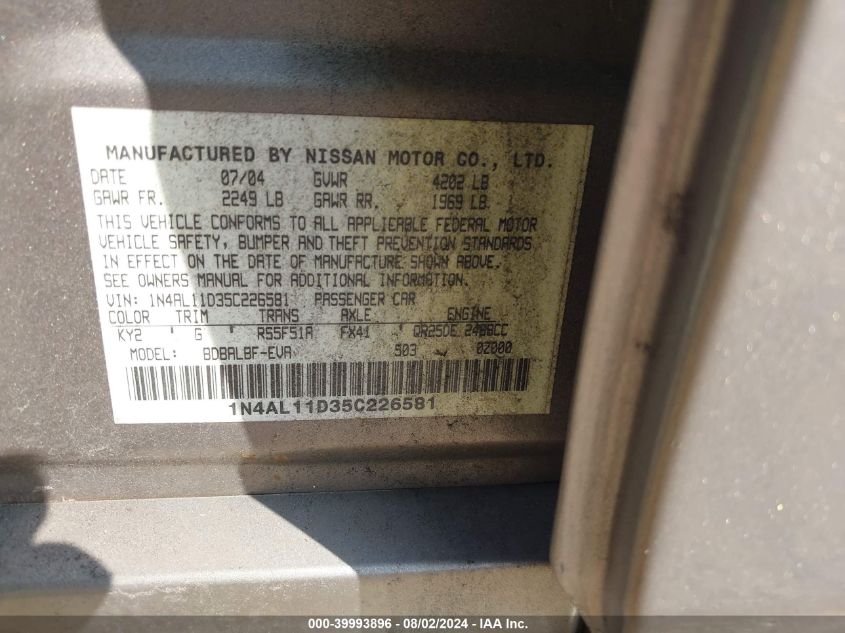 MANUFACTURED BY NISSAN MOTOR CO., LTD.
DATE 07/04 GVWR 4202 LB
GAWR FR. 2249 LB GAWR RR. 1969 LB
THIS VEHICLE CONFORMS TO ALL APPLICABLE FEDERAL MOTOR
VEHICLE SAFETY, BUMPER AND THEFT PREVENTION STANDARDS
IN EFFECT ON THE DATE OF MANUFACTURE SHOWN ABOVE.
SEE OWNERS MANUAL FOR ADDITIONAL INFORMATION.
VIN: 1N4AL11D35C226581 PASSENGER CAR
COLOR TRIM TRANS AXLE ENGINE
KY2 ' G ' RS5F51A FX41 ' QR25DE 2488CC
MODEL: BDBALBF-EVA 903 02000
1N4AL11D35C226581
000-39993896 - 08/02/2024 - IAA Inc.